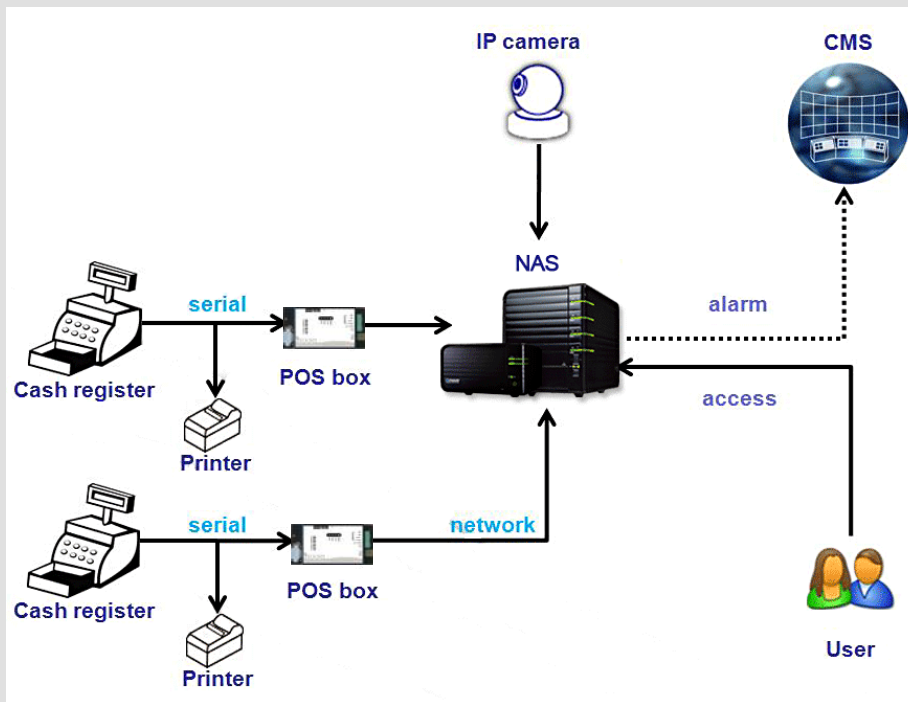 IP camera
CMS
NAS
serial
alarm
POS box
Cash register
access
Printer
serial
network
POS box
Cash register
User
Printer